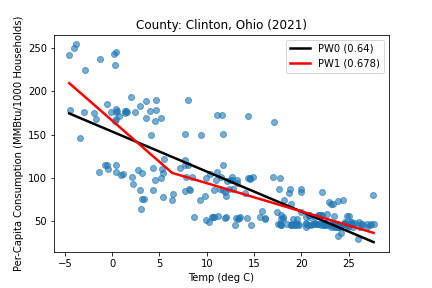 County: Clinton, Ohio (2021)
PW0 (0.64)
PW1 (0.678)
Per-Capita Consumption (MMBtu/1000 Households)
250
200
150
100
50
−5
0
5
10
15
20
25
Temp (deg C)